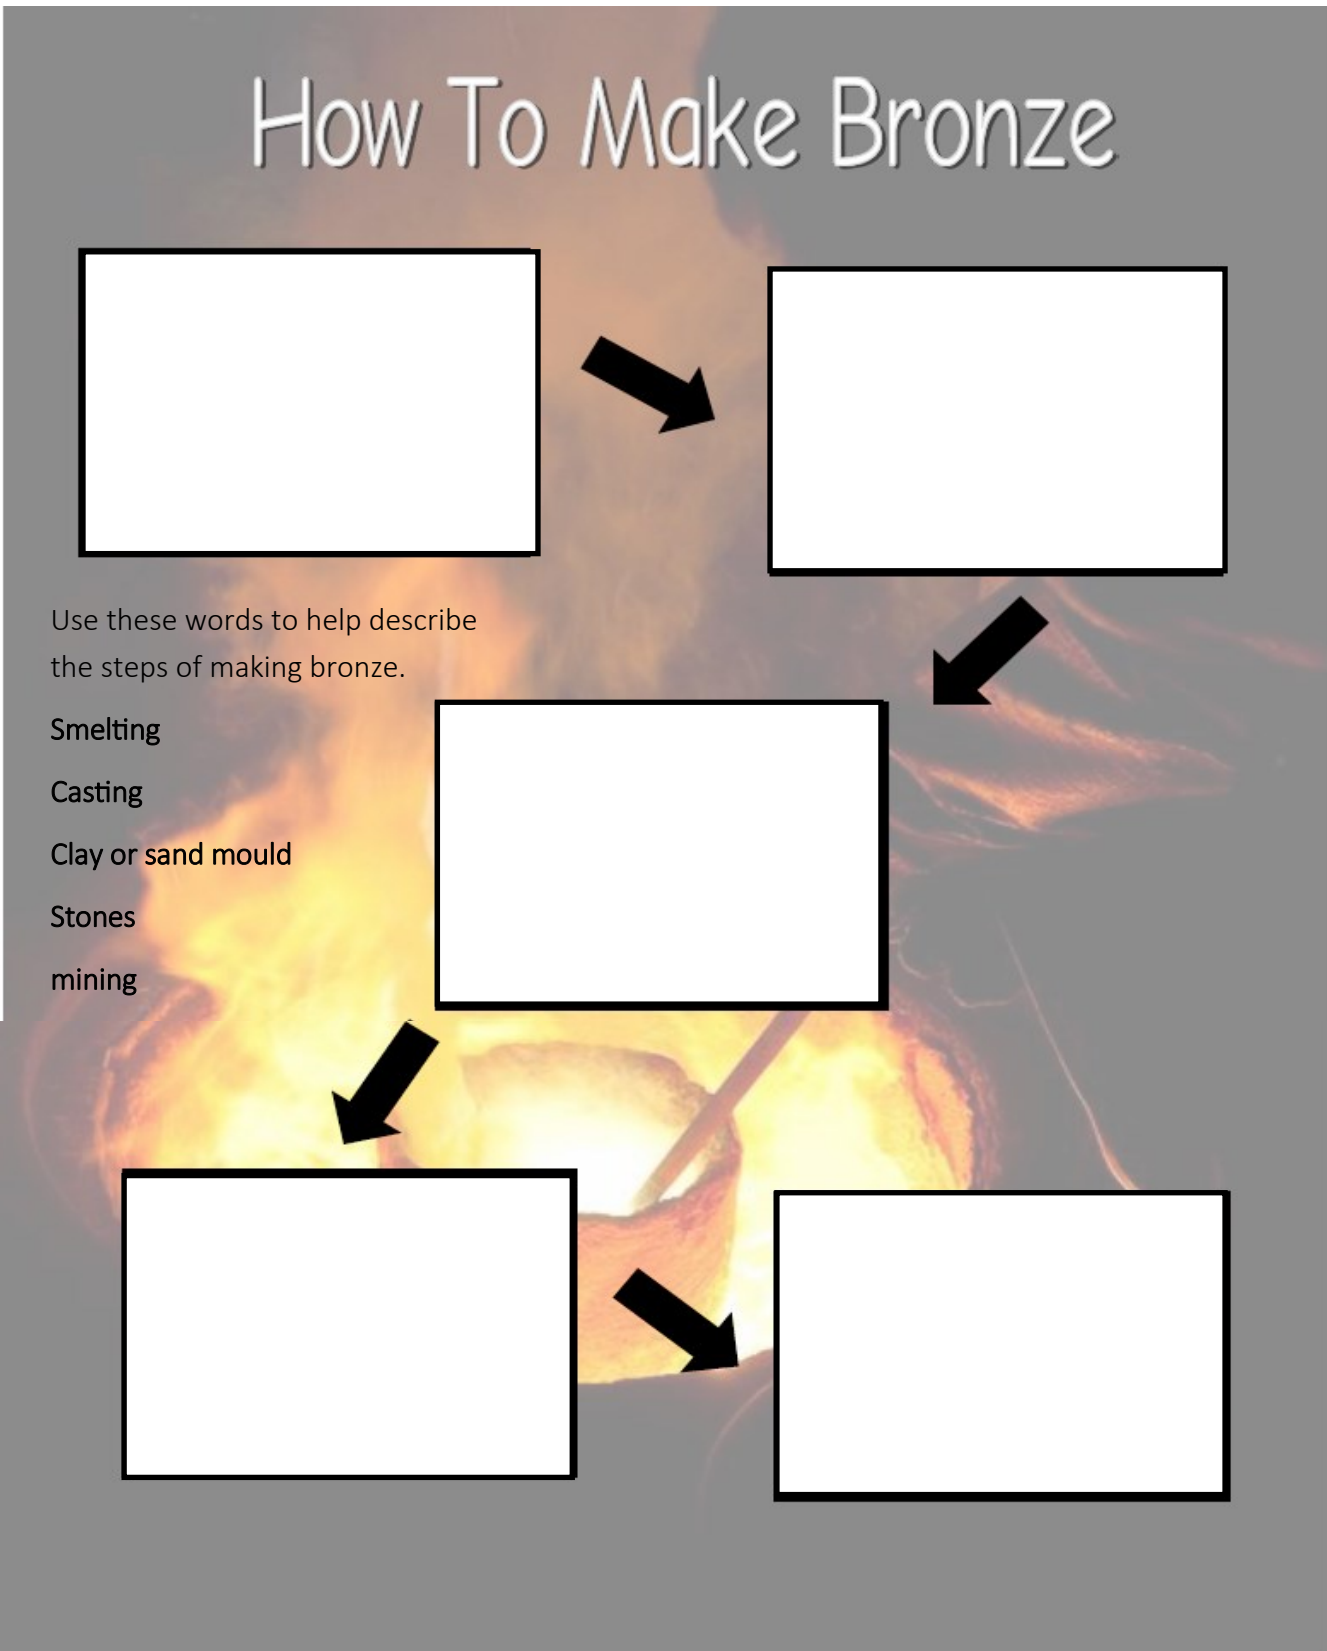 How To Make Bronze
Use these words to help describe
the steps of making bronze.
Smelting
Casting
Clay or sand mould
Stones
mining